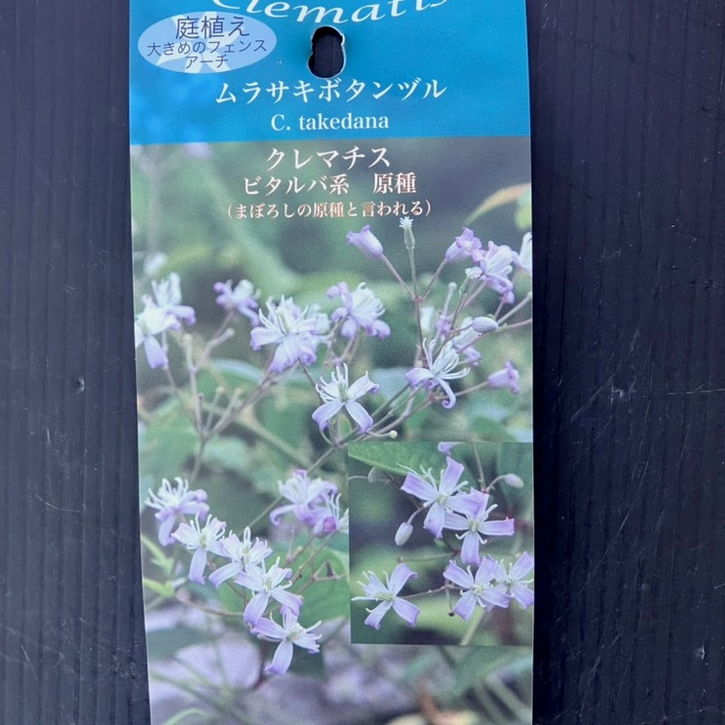 Clematis
庭植え
大きめのフェンス
アーチ
ムラサキボタンヅル
C. takedana
クレマチス
ビタルバ系 原種
(まぼろしの原種と言われる)